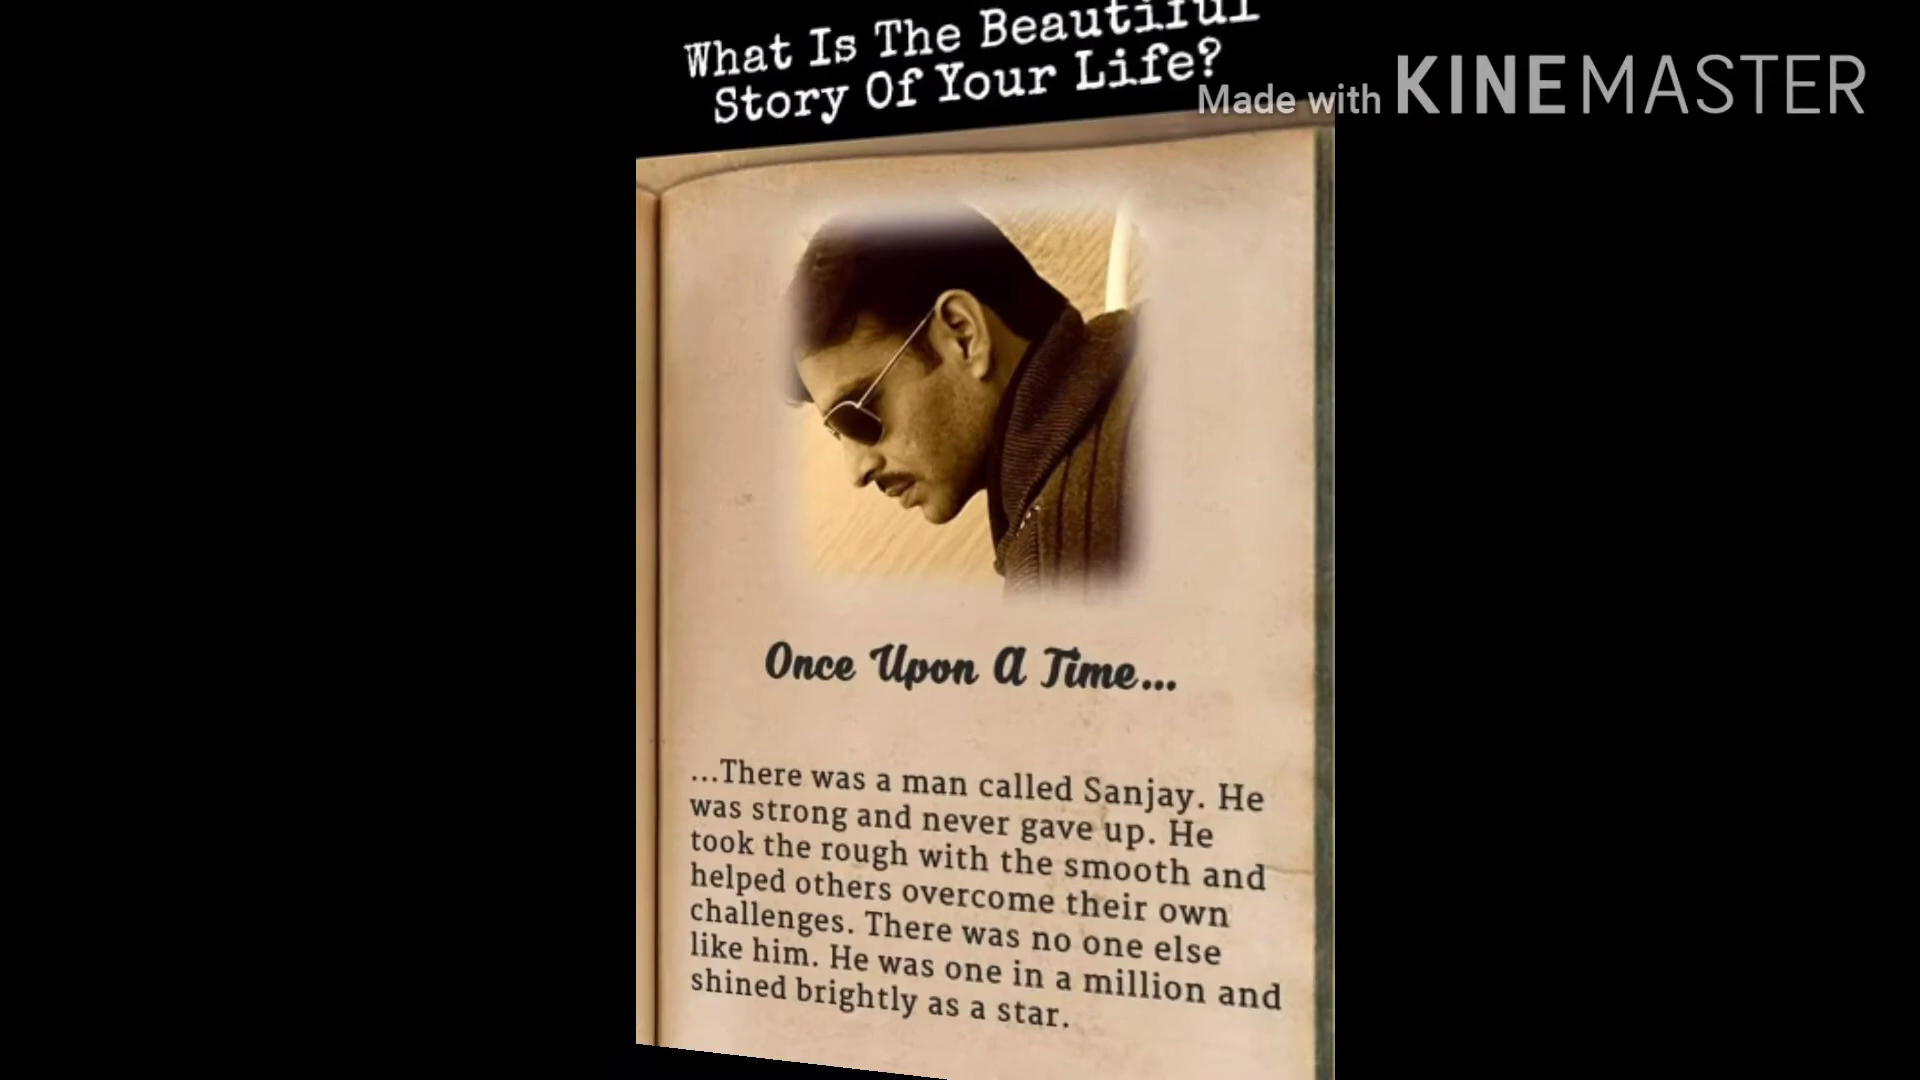 What Is The Beautiful
Story Of Your Life?
Made with KINEMASTER
Once Upon A Time...
...There was a man called Sanjay. He
was strong and never gave up. He
took the rough with the smooth and
helped others overcome their own
challenges. There was no one else
like him. He was one in a million and
shined brightly as a star.